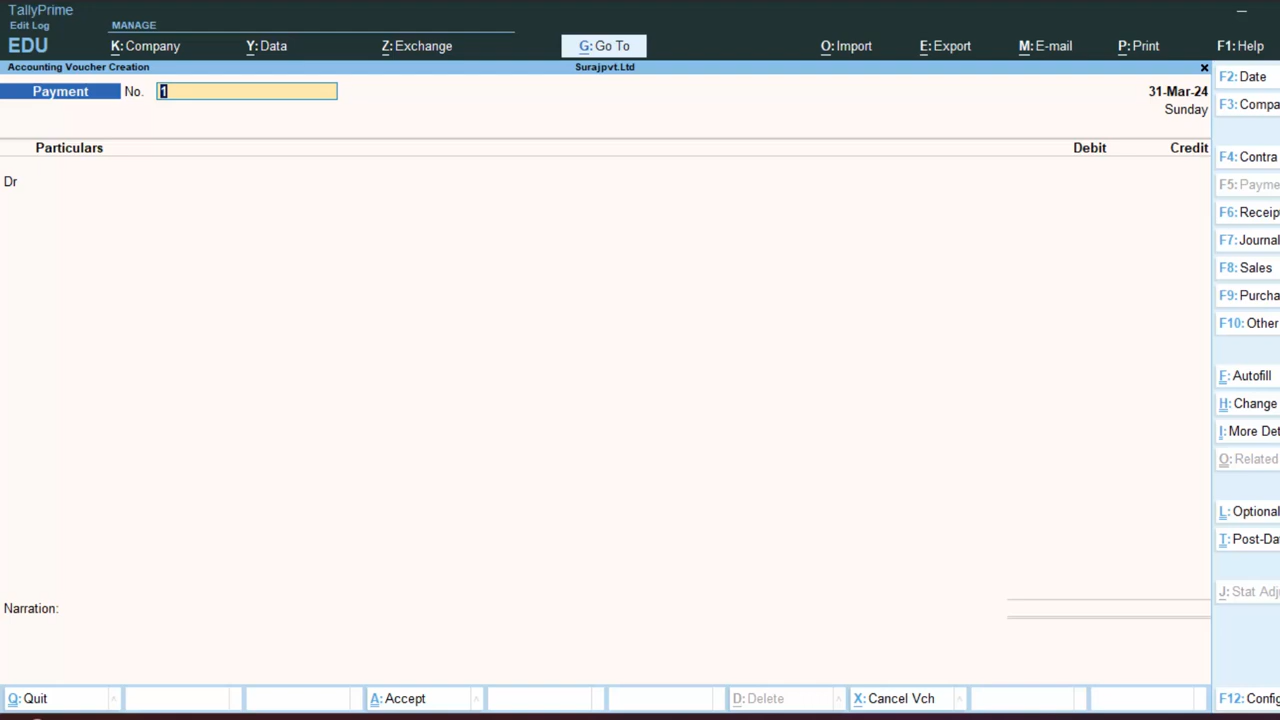 TallyPrime
Edit Log
MANAGE
EDU
K: Company
Y: Data
Z: Exchange
G: Go To
O: Import
E: Export
M: E-mail
P: Print
F1: Help
Accounting Voucher Creation
Surajpvt.Ltd
×
Payment No. 1
31-Mar-24
Sunday
Particulars
Debit
Credit
Dr
Narration:
F2: Date
F3: Compa
F4: Contra
F5: Payme
F6: Receip
F7: Journal
F8: Sales
F9: Purcha
F10: Other
F: Autofill
H: Change
I: More Det
O: Related
L: Optional
T: Post-Da
J: Stat Adj
Q: Quit
A: Accept
D: Delete
X: Cancel Vch
F12: Config